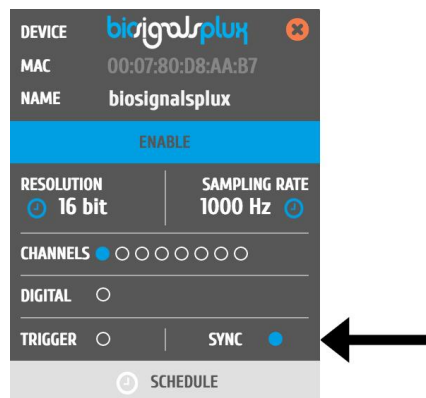 DEVICE biosignalsplux
MAC 00:07:80:D8:AA:B7
NAME biosignalsplux
ENABLE
RESOLUTION SAMPLING RATE
16 bit 1000 Hz
CHANNELS
DIGITAL
TRIGGER SYNC
SCHEDULE